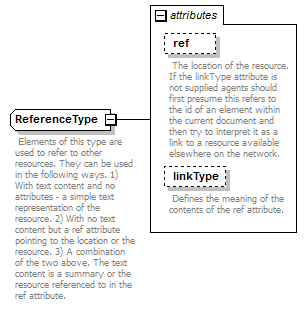 attributes
ref
The location of the resource.
If the linkType attribute is
not supplied agents should
first presume this refers to
the id of an element within
the current document and
then try to interpret it as a
link to a resource available
elsewhere on the network.
linkType
Defines the meaning of the
contents of the ref attribute.
ReferenceType
Elements of this type are
used to refer to other
resources. They can be used
in the following ways. 1)
With text content and no
attributes - a simple text
representation of the
resource. 2) With no text
content but a ref attribute
pointing to the location or the
resource. 3) A combination
of the two above. The text
content is a summary or the
resource referenced to in the
ref attribute.